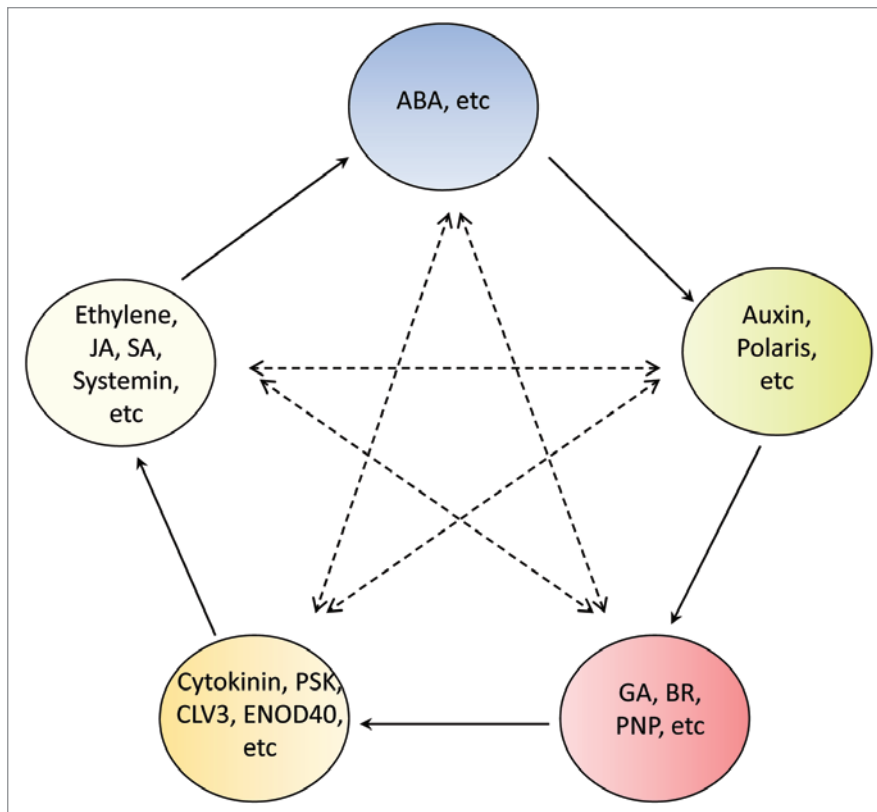 ABA, etc
Ethylene,
JA, SA,
Systemin,
etc
Auxin,
Polaris,
etc
Cytokinin, PSK,
CLV3, ENOD40,
etc
GA, BR,
PNP, etc